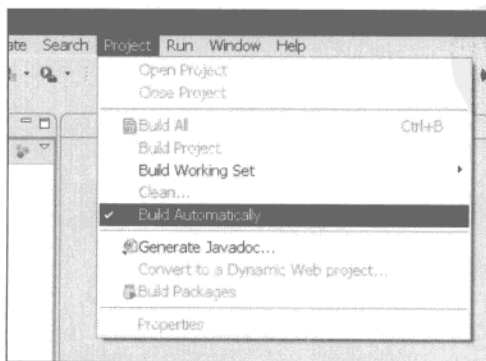 ate Search Project Run Window Help
Open Project
Close Project
Build All Ctrl+B
Build Project
Build Working Set
Clean...
Build Automatically
Generate Javadoc...
Convert to a Dynamic Web project...
Build Packages
Properties